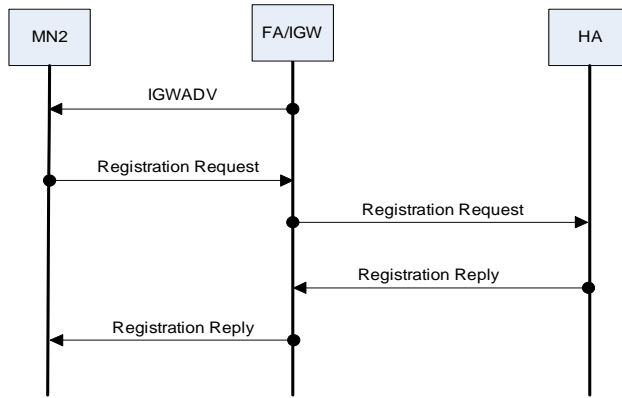 MN2
FA/IGW
HA
IGWADV
Registration Request
Registration Request
Registration Reply
Registration Reply